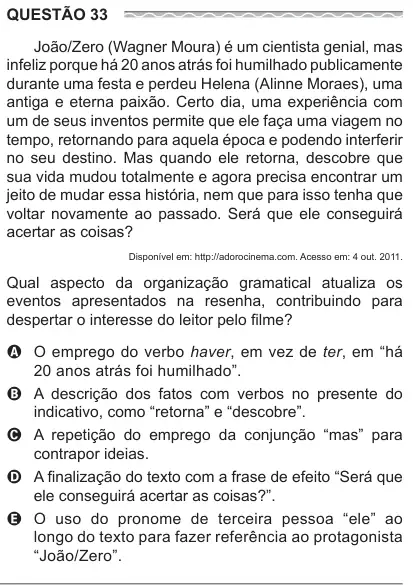 QUESTÃO 33
João/Zero (Wagner Moura) é um cientista genial, mas
infeliz porque há 20 anos atrás foi humilhado publicamente
durante uma festa e perdeu Helena (Alinne Moraes), uma
antiga e eterna paixão. Certo dia, uma experiência com
um de seus inventos permite que ele faça uma viagem no
tempo, retornando para aquela época e podendo interferir
no seu destino. Mas quando ele retorna, descobre que
sua vida mudou totalmente e agora precisa encontrar um
jeito de mudar essa história, nem que para isso tenha que
voltar novamente ao passado. Será que ele conseguirá
acertar as coisas?
Disponível em: http://adorocinema.com. Acesso em: 4 out. 2011.
Qual aspecto da organização gramatical atualiza os
eventos apresentados na resenha, contribuindo para
despertar o interesse do leitor pelo filme?
A O emprego do verbo haver, em vez de ter, em “há
20 anos atrás foi humilhado”.
B A descrição dos fatos com verbos no presente do
indicativo, como “retorna” e “descobre”.
C A repetição do emprego da conjunção “mas” para
contrapor ideias.
D A finalização do texto com a frase de efeito “Será que
ele conseguirá acertar as coisas?”.
E O uso do pronome de terceira pessoa “ele” ao
longo do texto para fazer referência ao protagonista
“João/Zero”.